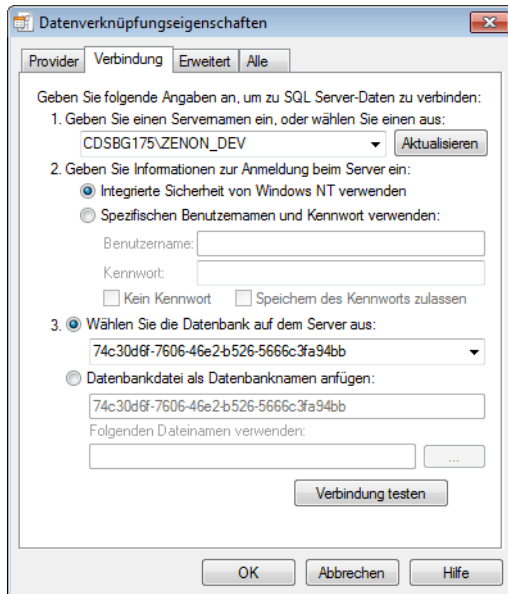 Datenverknüpfungseigenschaften
Provider Verbindung Erweitert Alle
Geben Sie folgende Angaben an, um zu SQL Server-Daten zu verbinden:
1. Geben Sie einen Servernamen ein, oder wählen Sie einen aus:
CDSBG175\ZENON_DEV Aktualisieren
2. Geben Sie Informationen zur Anmeldung beim Server ein:
Integrierte Sicherheit von Windows NT verwenden
Spezifischen Benutzernamen und Kennwort verwenden:
Benutzername:
Kennwort:
Kein Kennwort Speichern des Kennworts zulassen
3. Wählen Sie die Datenbank auf dem Server aus:
74c30d6f-7606-46e2-b526-5666c3fa94bb
Datenbankdatei als Datenbanknamen anfügen:
74c30d6f-7606-46e2-b526-5666c3fa94bb
Folgenden Dateinamen verwenden:
...
Verbindung testen
OK Abbrechen Hilfe